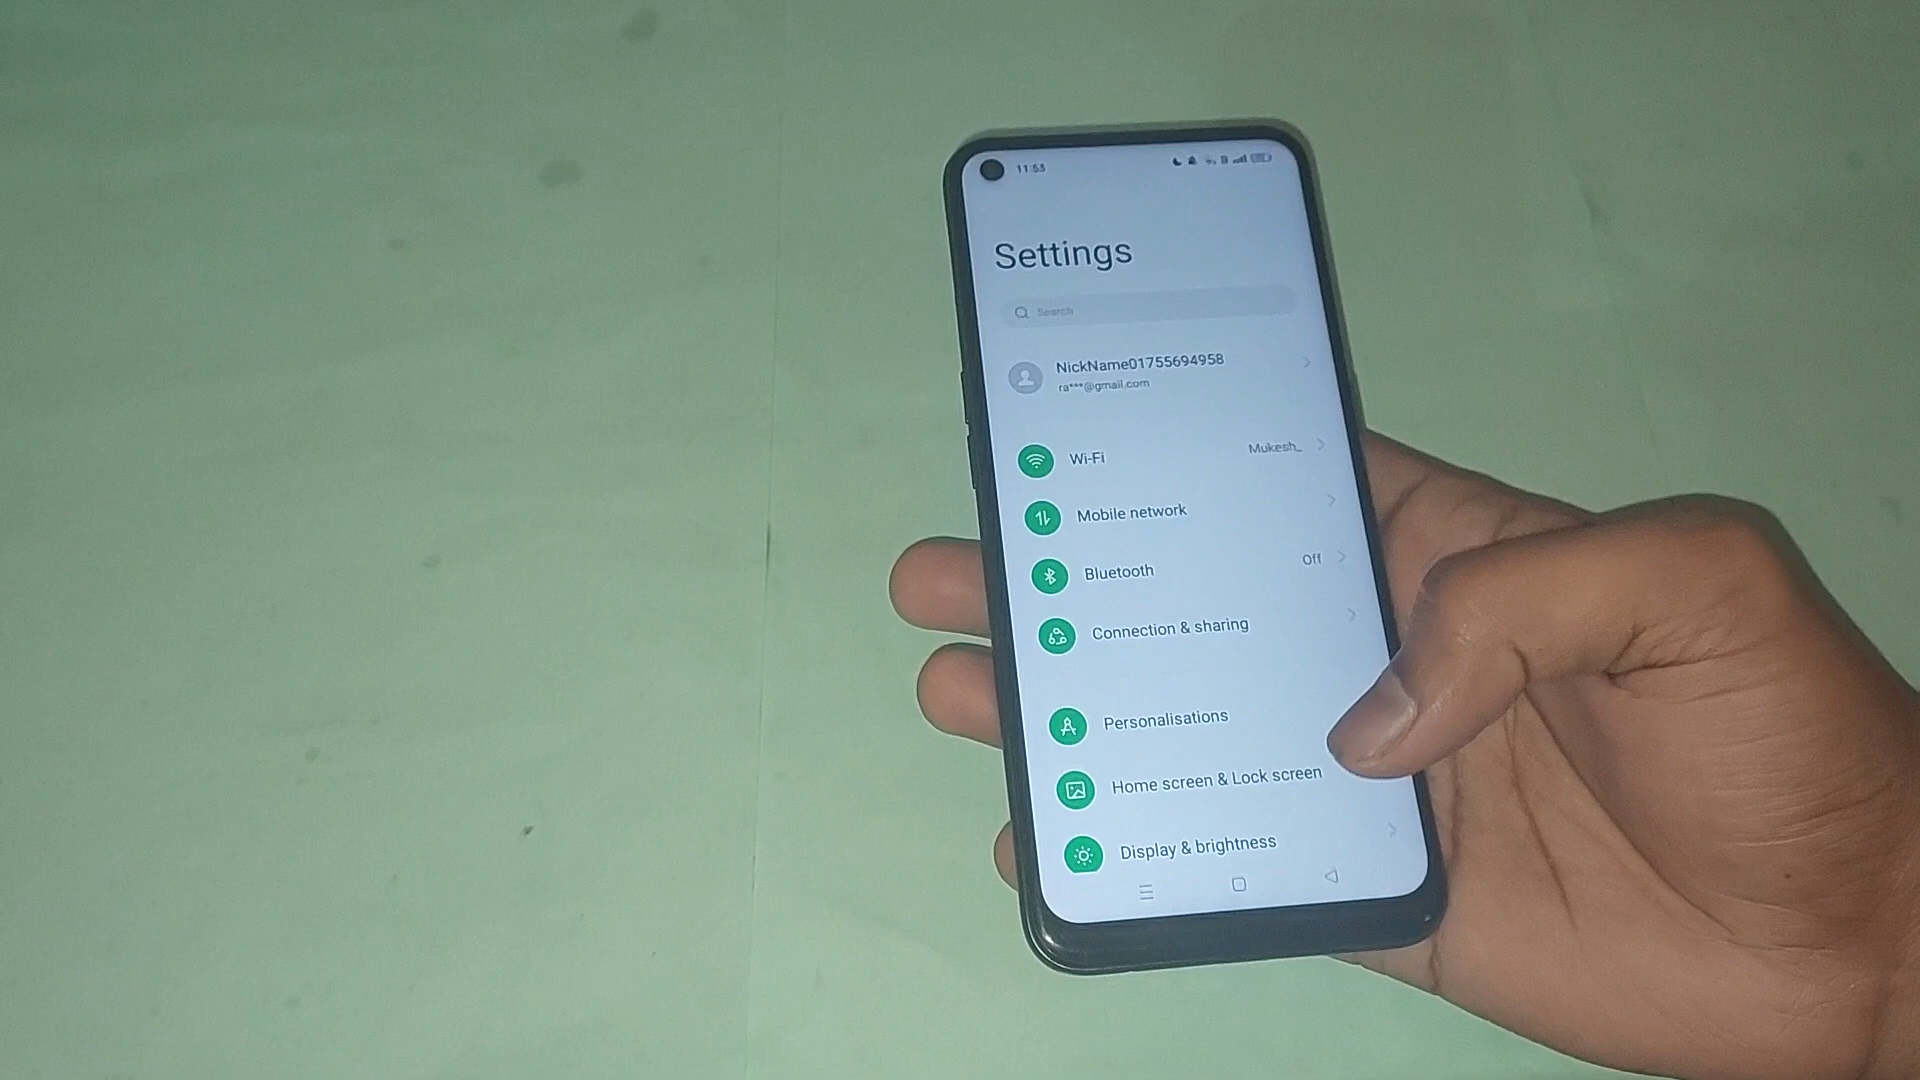 11:53
Settings
Search
NickName01755694958
ra***@gmail.com
Wi-Fi Mukesh_
Mobile network
Bluetooth Off
Connection & sharing
Personalisations
Home screen & Lock screen
Display & brightness